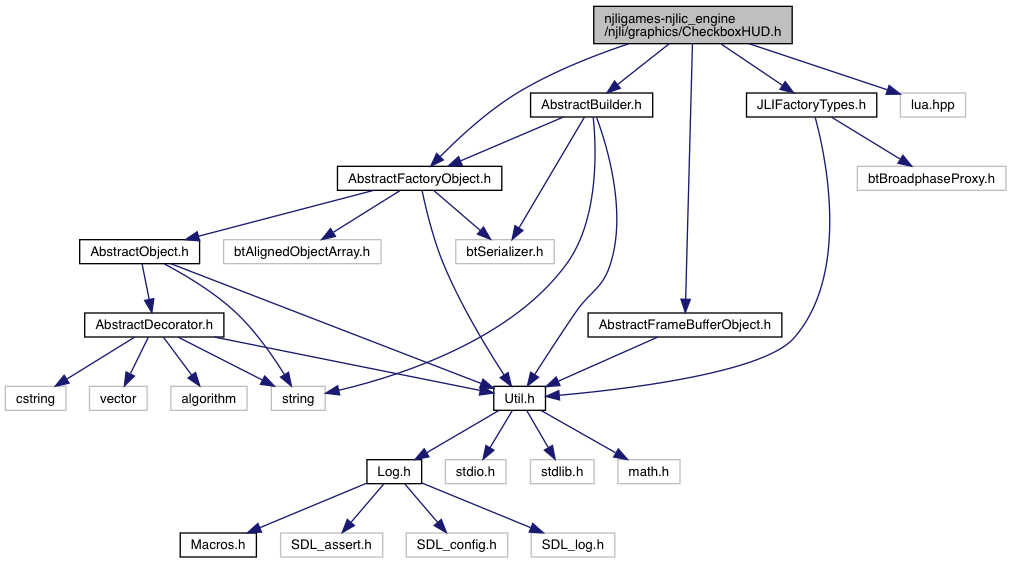 njligames-njlic_engine
/njli/graphics/CheckboxHUD.h
AbstractBuilder.h
JLIFactoryTypes.h
lua.hpp
AbstractFactoryObject.h
btBroadphaseProxy.h
AbstractObject.h
btAlignedObjectArray.h
btSerializer.h
AbstractDecorator.h
AbstractFrameBufferObject.h
cstring
vector
algorithm
string
Util.h
Log.h
stdio.h
stdlib.h
math.h
Macros.h
SDL_assert.h
SDL_config.h
SDL_log.h